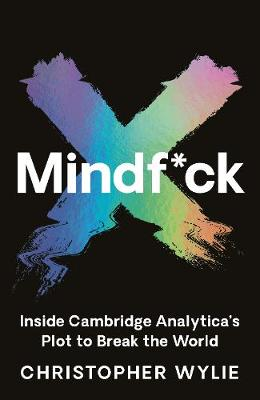 Mindf*ck
Inside Cambridge Analytica's
Plot to Break the World
CHRISTOPHER WYLIE